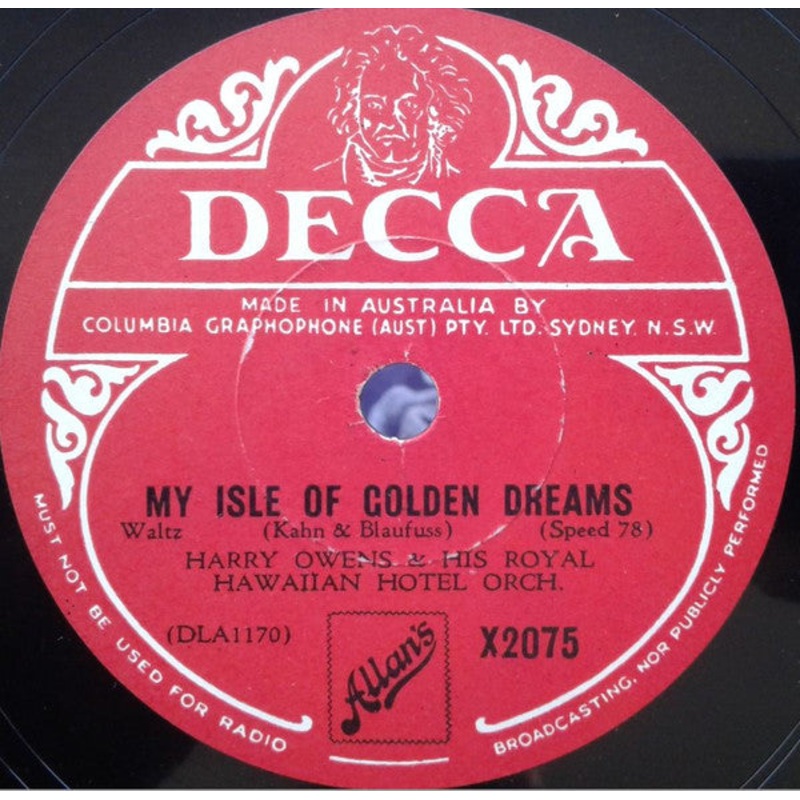 DECCA
MADE IN AUSTRALIA BY
COLUMBIA GRAPHOPHONE (AUST) PTY. LTD. SYDNEY. N.S.W.
MY ISLE OF GOLDEN DREAMS
Waltz (Kahn & Blaufuss) (Speed 78)
HARRY OWENS & HIS ROYAL
HAWAIIAN HOTEL ORCH.
(DLA1170) X2075
Allan's
MUST NOT BE USED FOR RADIO
BROADCASTING, NOR PUBLICLY PERFORMED